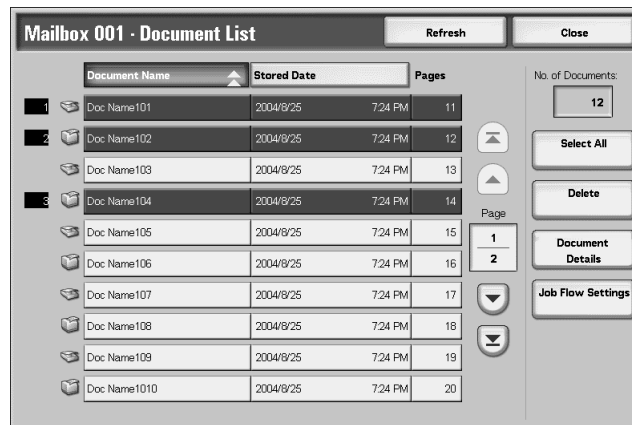 Mailbox 001 - Document List
Refresh
Close
Document Name
Stored Date
Pages
No. of Documents:
12
1 Doc Name101 2004/8/25 7:24 PM 11
2 Doc Name102 2004/8/25 7:24 PM 12
Select All
Doc Name103 2004/8/25 7:24 PM 13
3 Doc Name104 2004/8/25 7:24 PM 14
Delete
Page
Doc Name105 2004/8/25 7:24 PM 15
1
2
Document
Details
Doc Name106 2004/8/25 7:24 PM 16
Doc Name107 2004/8/25 7:24 PM 17
Job Flow Settings
Doc Name108 2004/8/25 7:24 PM 18
Doc Name109 2004/8/25 7:24 PM 19
Doc Name1010 2004/8/25 7:24 PM 20